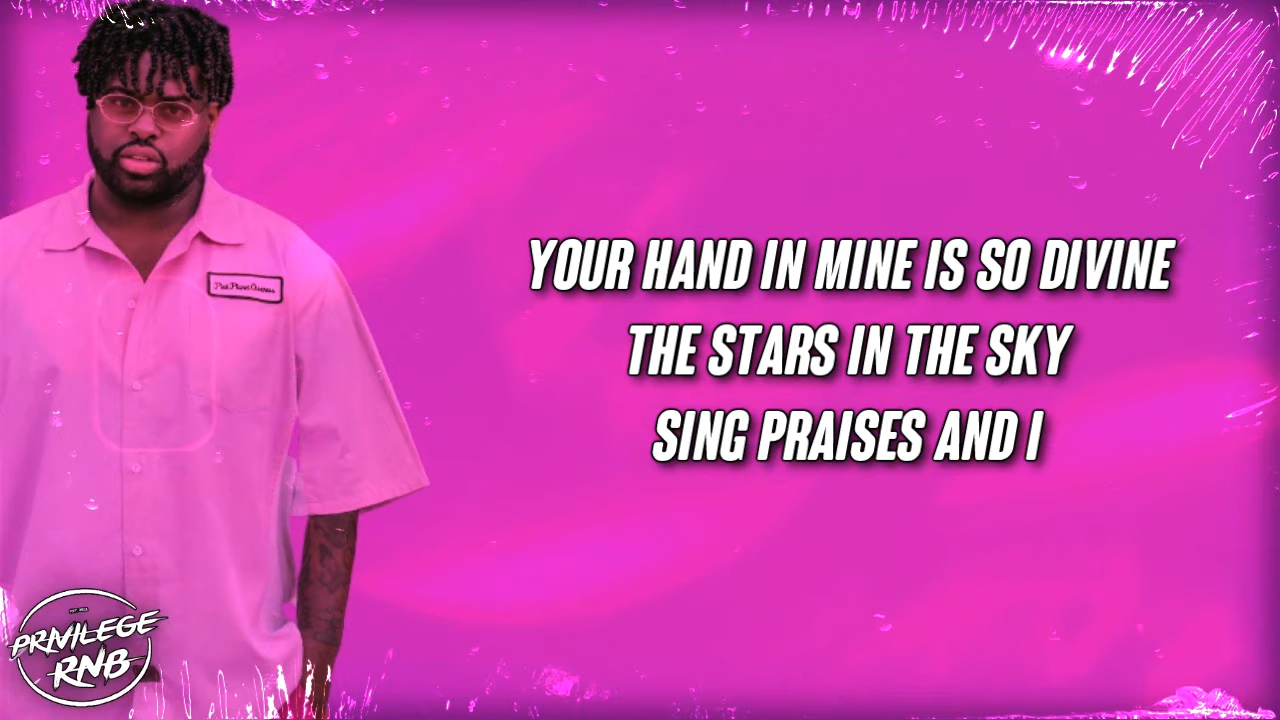 YOUR HAND IN MINE IS SO DIVINE
THE STARS IN THE SKY
SING PRAISES AND I
PRIVILEGE
RNB